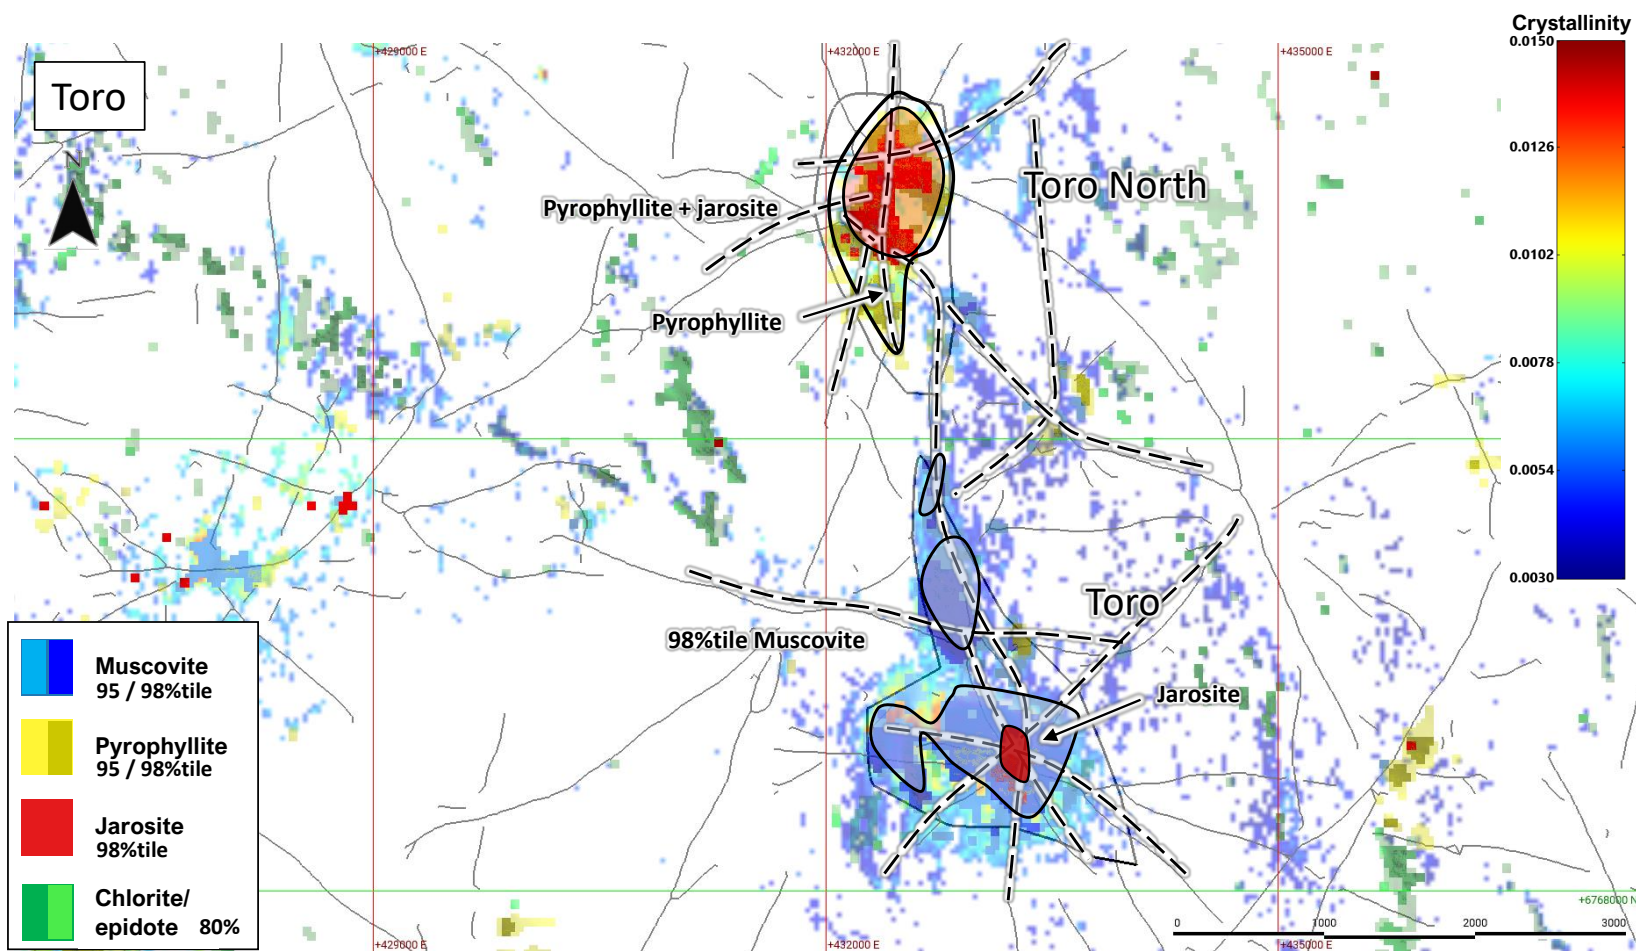 Crystallinity
+429000 E
+432000 E
+435000 E
0.0150
Toro
N
0.0126
Toro North
Pyrophyllite + jarosite
0.0102
Pyrophyllite
0.0078
0.0054
0.0030
Toro
98%tile Muscovite
Jarosite
Muscovite
95 / 98%tile
Pyrophyllite
95 / 98%tile
Jarosite
98%tile
Chlorite/
epidote 80%
+6768000 N
0 1000 2000 3000
+429000 E
+432000 E
+435000 E